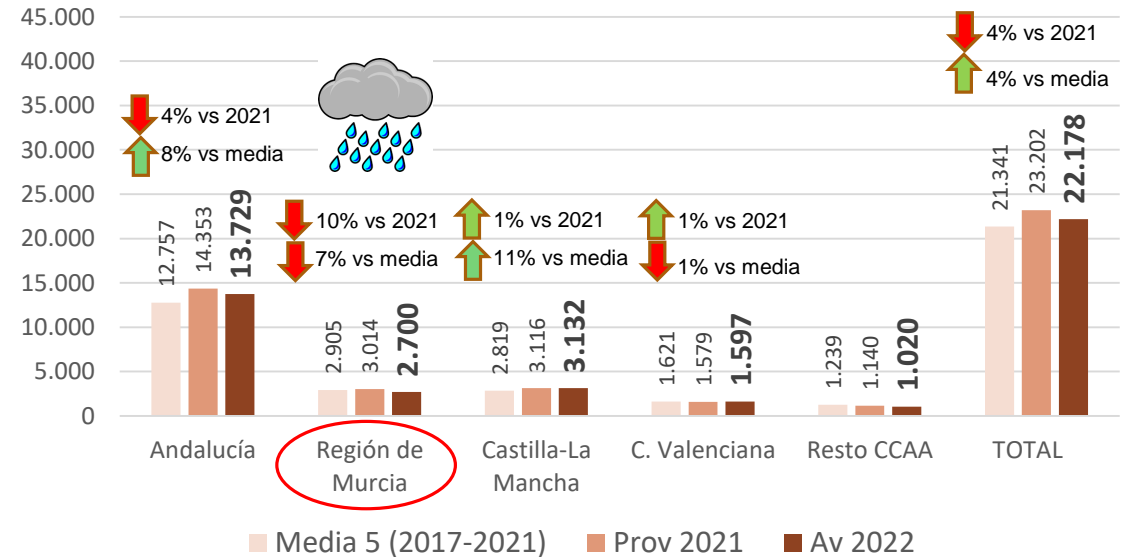 45.000
40.000
35.000
30.000
25.000
20.000
15.000
10.000
5.000
0
4% vs 2021
8% vs media
10% vs 2021
7% vs media
1% vs 2021
11% vs media
1% vs 2021
1% vs media
4% vs 2021
4% vs media
12.757
14.353
13.729
2.905
3.014
2.700
2.819
3.116
3.132
1.621
1.579
1.597
1.239
1.140
1.020
21.341
23.202
22.178
Andalucía
Región de
Murcia
Castilla-La
Mancha
C. Valenciana
Resto CCAA
TOTAL
Media 5 (2017-2021)
Prov 2021
Av 2022